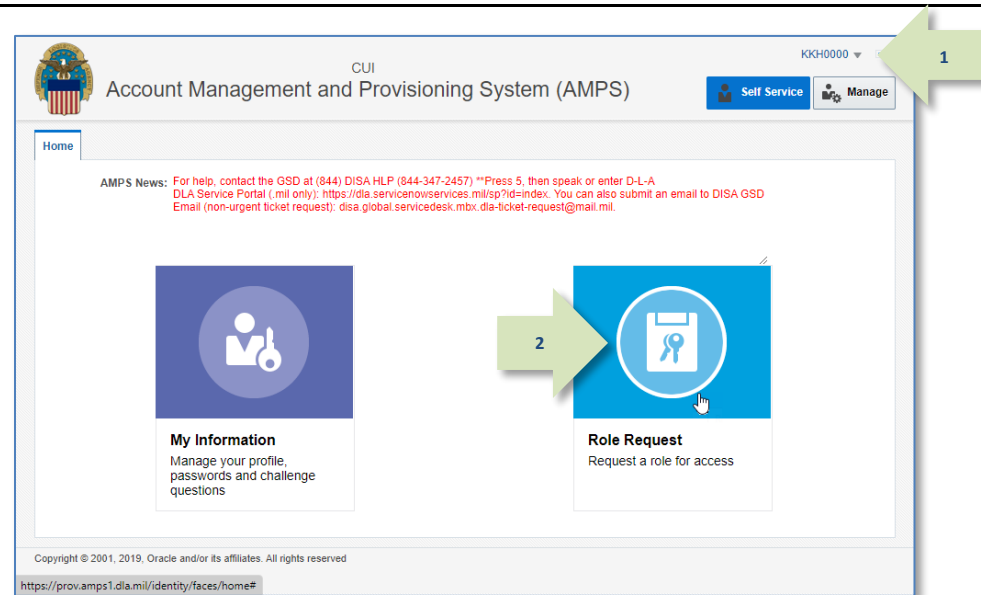 CUI
KKH0000
1
Account Management and Provisioning System (AMPS)
Self Service
Manage
Home
AMPS News: For help, contact the GSD at (844) DISA HLP (844-347-2457) **Press 5, then speak or enter D-L-A
DLA Service Portal (.mil only): https://dla.servicenowservices.mil/sp?id=index. You can also submit an email to DISA GSD
Email (non-urgent ticket request): disa.global.servicedesk.mbx.dla-ticket-request@mail.mil.
2
My Information
Manage your profile,
passwords and challenge
questions
Role Request
Request a role for access
Copyright © 2001, 2019, Oracle and/or its affiliates. All rights reserved
https://prov.amps1.dla.mil/identity/faces/home#